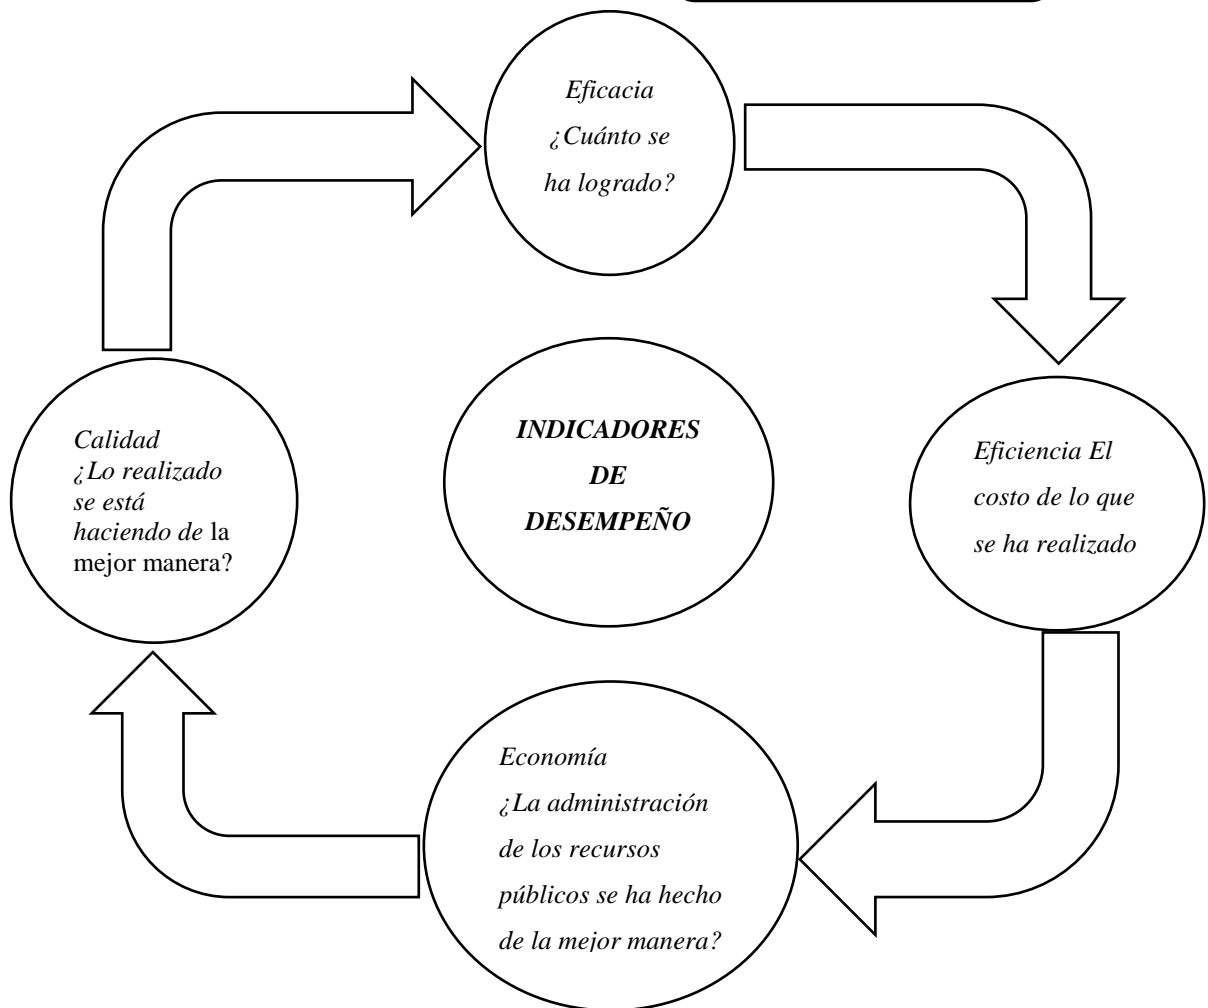 Eficacia
¿Cuánto se
ha logrado?
Calidad
¿Lo realizado
se está
haciendo de la
mejor manera?
INDICADORES
DE
DESEMPEÑO
Eficiencia El
costo de lo que
se ha realizado
Economía
¿La administración
de los recursos
públicos se ha hecho
de la mejor manera?